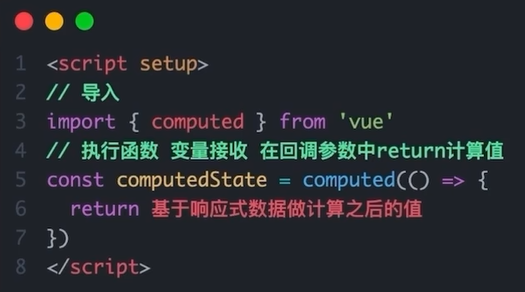 1 <script setup>
2 // 导入
3 import { computed } from 'vue'
4 // 执行函数 变量接收 在回调参数中return计算值
5 const computedState = computed(() => {
6   return 基于响应式数据做计算之后的值
7 })
8 </script>